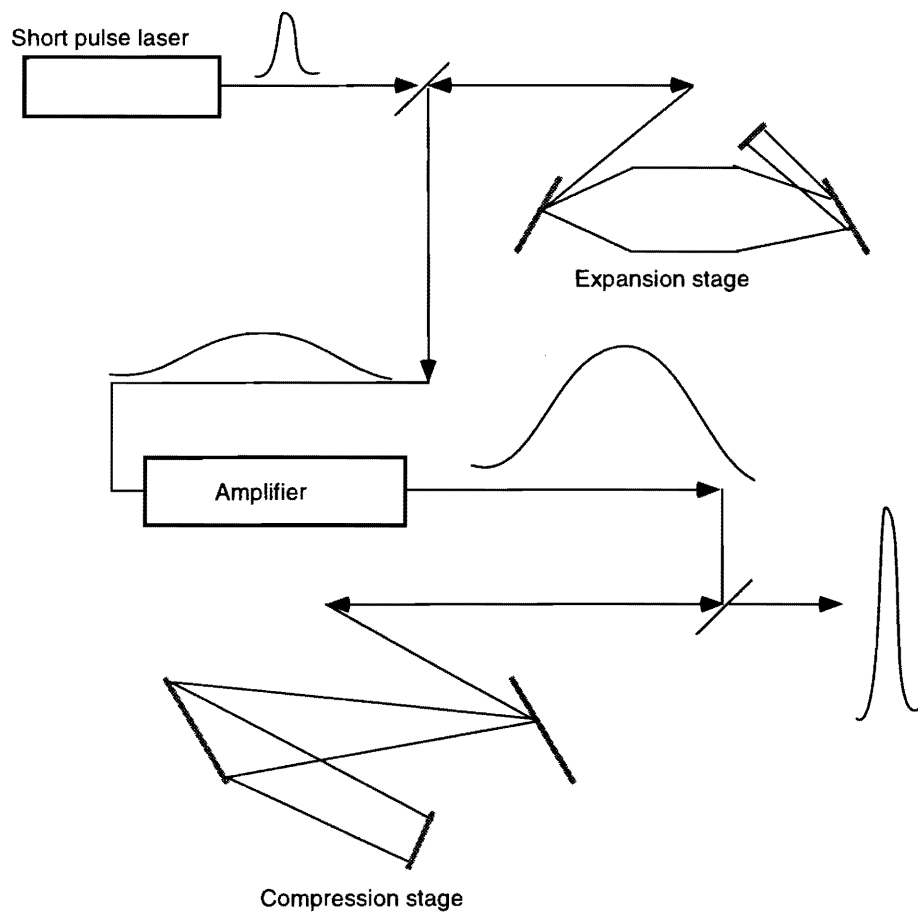 Short pulse laser
Expansion stage
Amplifier
Compression stage